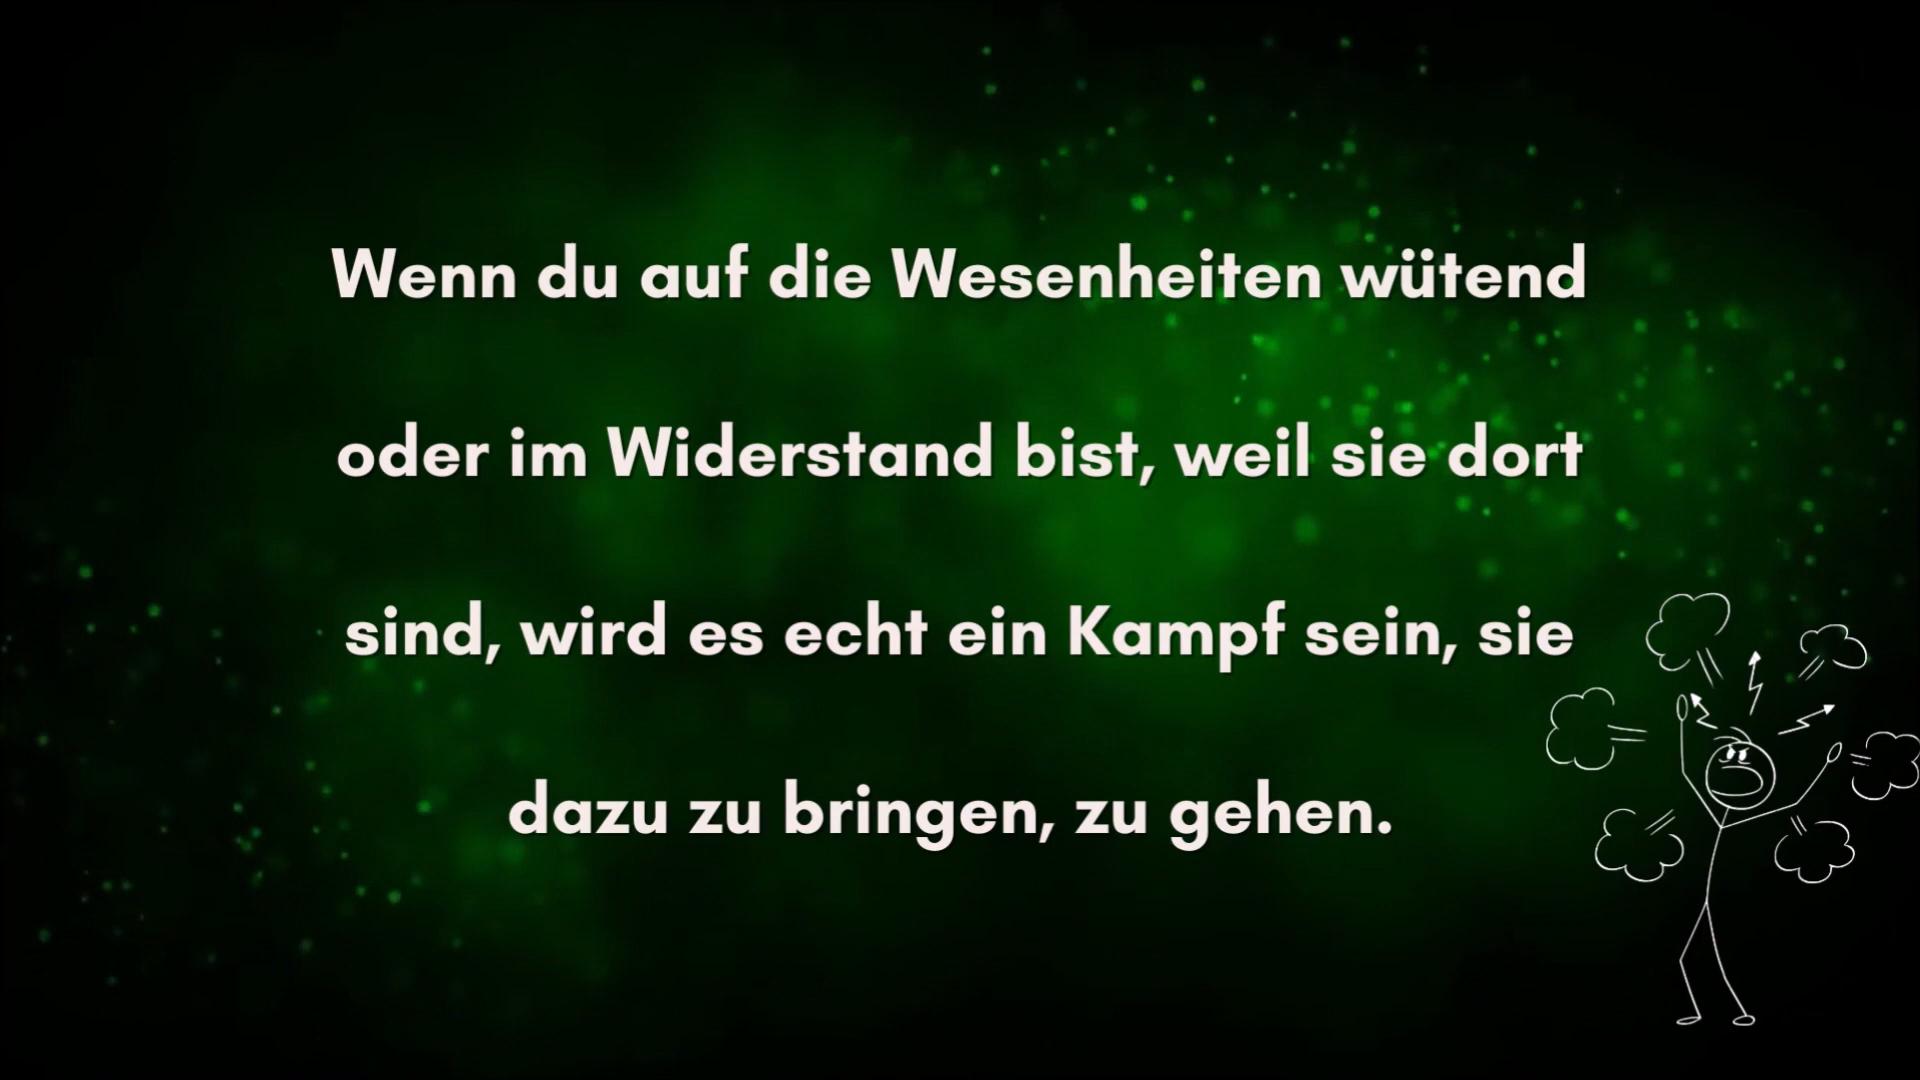 Wenn du auf die Wesenheiten wütend
oder im Widerstand bist, weil sie dort
sind, wird es echt ein Kampf sein, sie
dazu zu bringen, zu gehen.